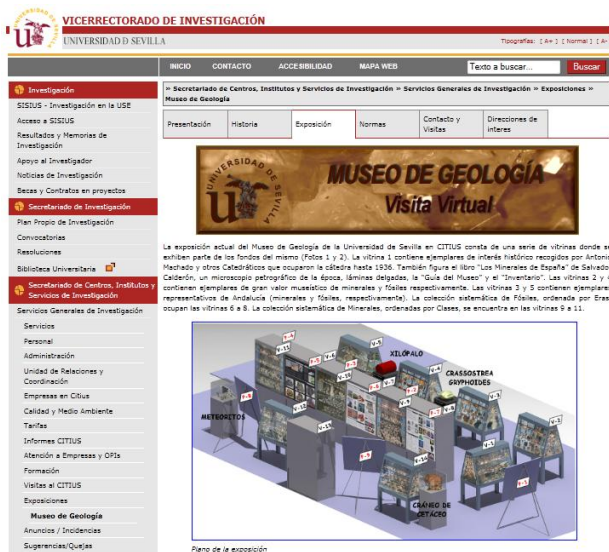 VICERRECTORADO DE INVESTIGACIÓN
UNIVERSIDAD D SEVILLA
Tipografías: [ A+ ] [ Normal ] [ A-
INICIO CONTACTO ACCESIBILIDAD MAPA WEB Texto a buscar... Buscar
Investigación
SISIUS - Investigación en la USE
Acceso a SISIUS
Resultados y Memorias de
Investigación
Apoyo al Investigador
Noticias de Investigación
Becas y Contratos en proyectos
Secretariado de Investigación
Plan Propio de Investigación
Convocatorias
Resoluciones
Biblioteca Universitaria
Secretariado de Centros, Institutos y
Servicios de Investigación
Servicios Generales de Investigación
Servicios
Personal
Administración
Unidad de Relaciones y
Coordinación
Empresas en Citius
Calidad y Medio Ambiente
Tarifas
Informes CITIUS
Atención a Empresas y OPIs
Formación
Visitas al CITIUS
Exposiciones
Museo de Geología
Anuncios / Incidencias
Sugerencias/Quejas
» Secretariado de Centros, Institutos y Servicios de Investigación » Servicios Generales de Investigación » Exposiciones »
Museo de Geología
Presentación
Historia
Exposición
Normas
Contacto y
Visitas
Direcciones de
interes
UNIVERSIDAD DE SEVILLA
MUSEO DE GEOLOGÍA
Visita Virtual
La exposición actual del Museo de Geología de la Universidad de Sevilla en CITIUS consta de una serie de vitrinas donde se
exhiben parte de los fondos del mismo (Fotos 1 y 2). La vitrina 1 contiene ejemplares de interés histórico recogidos por Antonio
Machado y otros Catedráticos que ocuparon la cátedra hasta 1936. También figura el libro "Los Minerales de España" de Salvador
Calderón, un microscopio petrográfico de la época, láminas delgadas, la "Guía del Museo" y el "Inventario". Las vitrinas 2 y 4
contienen ejemplares de gran valor museístico de minerales y fósiles respectivamente. Las vitrinas 3 y 5 contienen ejemplares
representativos de Andalucía (minerales y fósiles, respectivamente). La colección sistemática de Fósiles, ordenada por Eras,
ocupan las vitrinas 6 a 8. La colección sistemática de Minerales, ordenadas por Clases, se encuentra en las vitrinas 9 a 11.
XILÓPALO
CRASSOSTREA
GRYPHOIDES
METEORITOS
CRÁNEO DE
CETÁCEO
Plano de la exposición